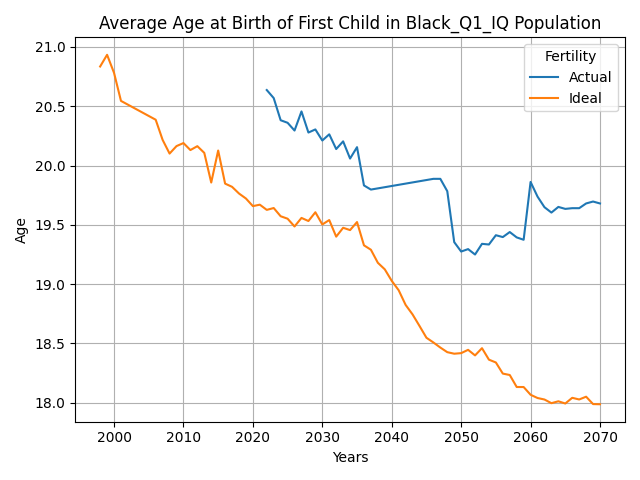 Average Age at Birth of First Child in Black_Q1_IQ Population
Fertility
Actual
Ideal
21.0
20.5
20.0
19.5
19.0
18.5
18.0
Age
2000 2010 2020 2030 2040 2050 2060 2070
Years